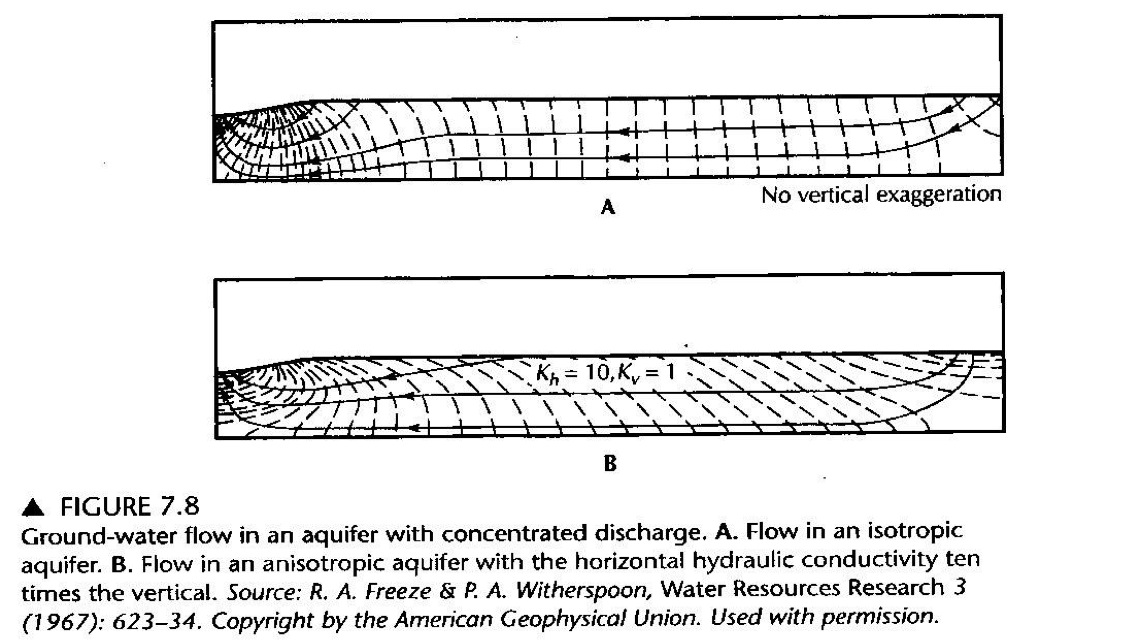 No vertical exaggeration
A
Kh = 10, Kv = 1
B
▲ FIGURE 7.8
Ground-water flow in an aquifer with concentrated discharge. A. Flow in an isotropic
aquifer. B. Flow in an anisotropic aquifer with the horizontal hydraulic conductivity ten
times the vertical. Source: R. A. Freeze & P. A. Witherspoon, Water Resources Research 3
(1967): 623–34. Copyright by the American Geophysical Union. Used with permission.